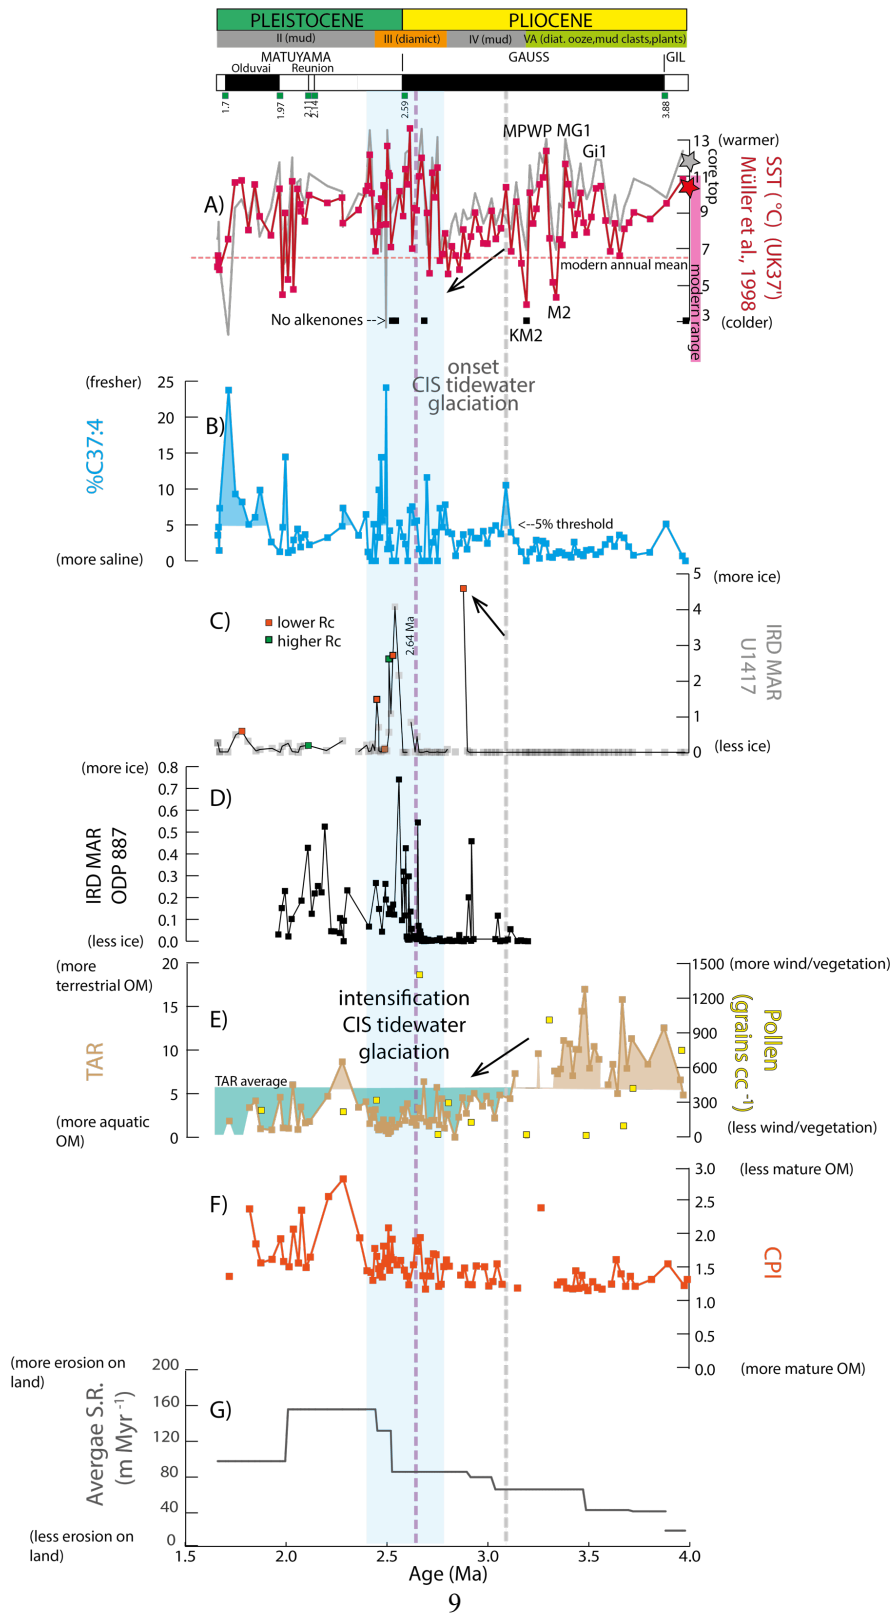 PLEISTOCENE PLIOCENE
II (mud) III (diamict) IV (mud) VA (diat. ooze,mud clasts,plants)
MATUYAMA GAUSS GIL
Olduvai Reunion
1.7 1.97 2.11 2.14 2.59 3.88
A)
MPWP MG1
Gi1
13 (warmer)
11
9
7
5
3 (colder)
core top
modern range
SST ( °C) (UK37')
Müller et al., 1998
modern annual mean
M2
KM2
No alkenones -->
onset
CIS tidewater
glaciation
(fresher) 25
20
15
10
5
(more saline) 0
%C37:4
B)
<--5% threshold
C)
lower Rc
higher Rc
2.64 Ma
5 (more ice)
4
3
2
1
0 (less ice)
IRD MAR
U1417
(more ice) 0.8
0.7
0.6
0.5
0.4
0.3
0.2
0.1
(less ice) 0.0
IRD MAR
ODP 887
D)
(more
terrestrial OM)
20
15
10
5
0
(more aquatic
OM)
TAR
E)
intensification
CIS tidewater
glaciation
TAR average
1500 (more wind/vegetation)
1200
900
600
300
0
(less wind/vegetation)
Pollen
(grains cc -1)
F)
3.0 (less mature OM)
2.5
2.0
1.5
1.0
0.5
0.0 (more mature OM)
CPI
(more erosion on
land)
200
160
120
80
40
0
(less erosion on
land)
Avergae S.R.
(m Myr -1)
G)
1.5 2.0 2.5 3.0 3.5 4.0
Age (Ma)
9